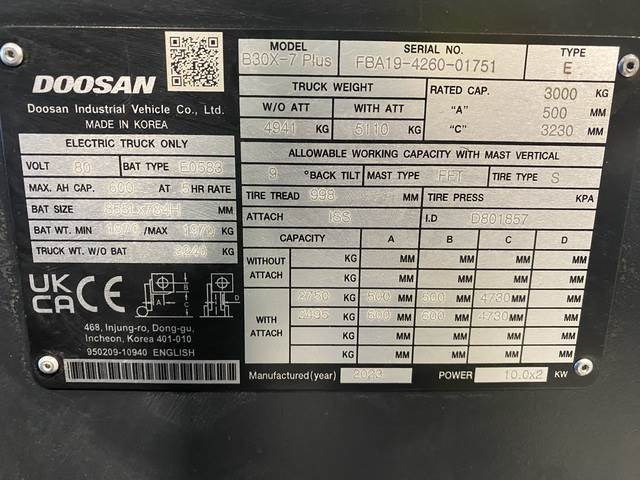 DOOSAN
Doosan Industrial Vehicle Co., Ltd.
MADE IN KOREA
ELECTRIC TRUCK ONLY
VOLT 80 BAT TYPE E0583
MAX. AH CAP. 600 AT 5 HR RATE
BAT SIZE MM
BAT WT. MIN /MAX KG
TRUCK WT. W/O BAT KG
UK CA CE
A B C D
468, Injung-ro, Dong-gu,
Incheon, Korea 401-010
950209-10940 ENGLISH
MODEL SERIAL NO. TYPE
B30X-7 Plus FBA19-4260-01751 E
TRUCK WEIGHT RATED CAP. 3000 KG
W/O ATT WITH ATT "A" 500 MM
4941 KG 5110 KG "C" 3230 MM
ALLOWABLE WORKING CAPACITY WITH MAST VERTICAL
9 °BACK TILT MAST TYPE FFT TIRE TYPE S
TIRE TREAD 998 MM TIRE PRESS KPA
ATTACH ISS I.D D801857
CAPACITY A B C D
WITHOUT ATTACH
KG MM MM MM MM
KG MM MM MM MM
WITH ATTACH
2750 KG 500 MM 500 MM 4730 MM MM
2495 KG 600 MM 600 MM 4730 MM MM
KG MM MM MM MM
KG MM MM MM MM
Manufactured (year) 2023 POWER 10.0x2 KW